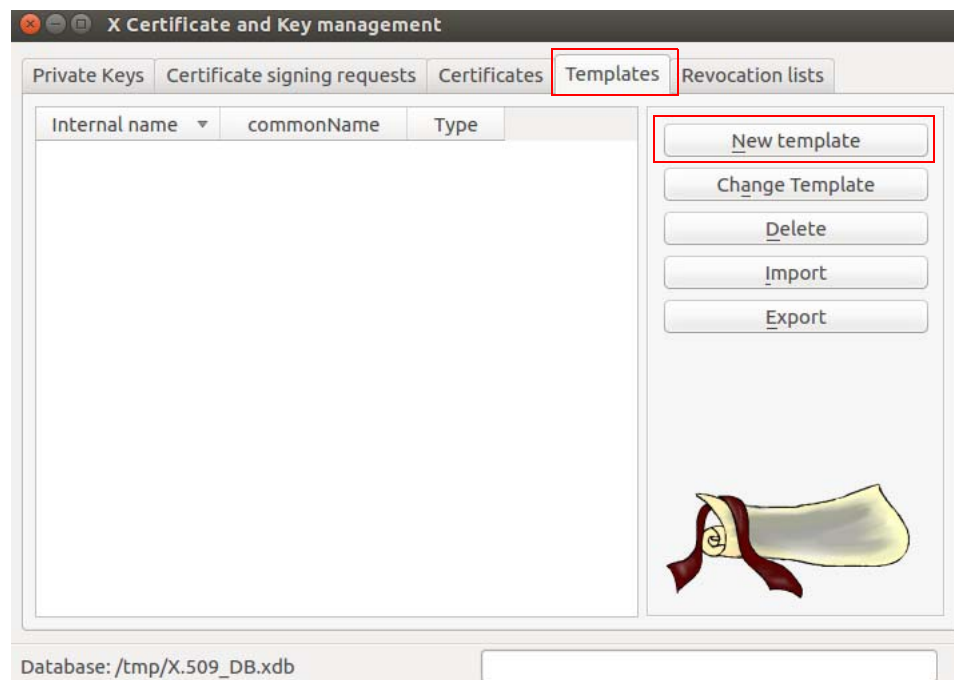 X Certificate and Key management
Private Keys Certificate signing requests Certificates Templates Revocation lists
Internal name commonName Type
New template
Change Template
Delete
Import
Export
Database: /tmp/X.509_DB.xdb